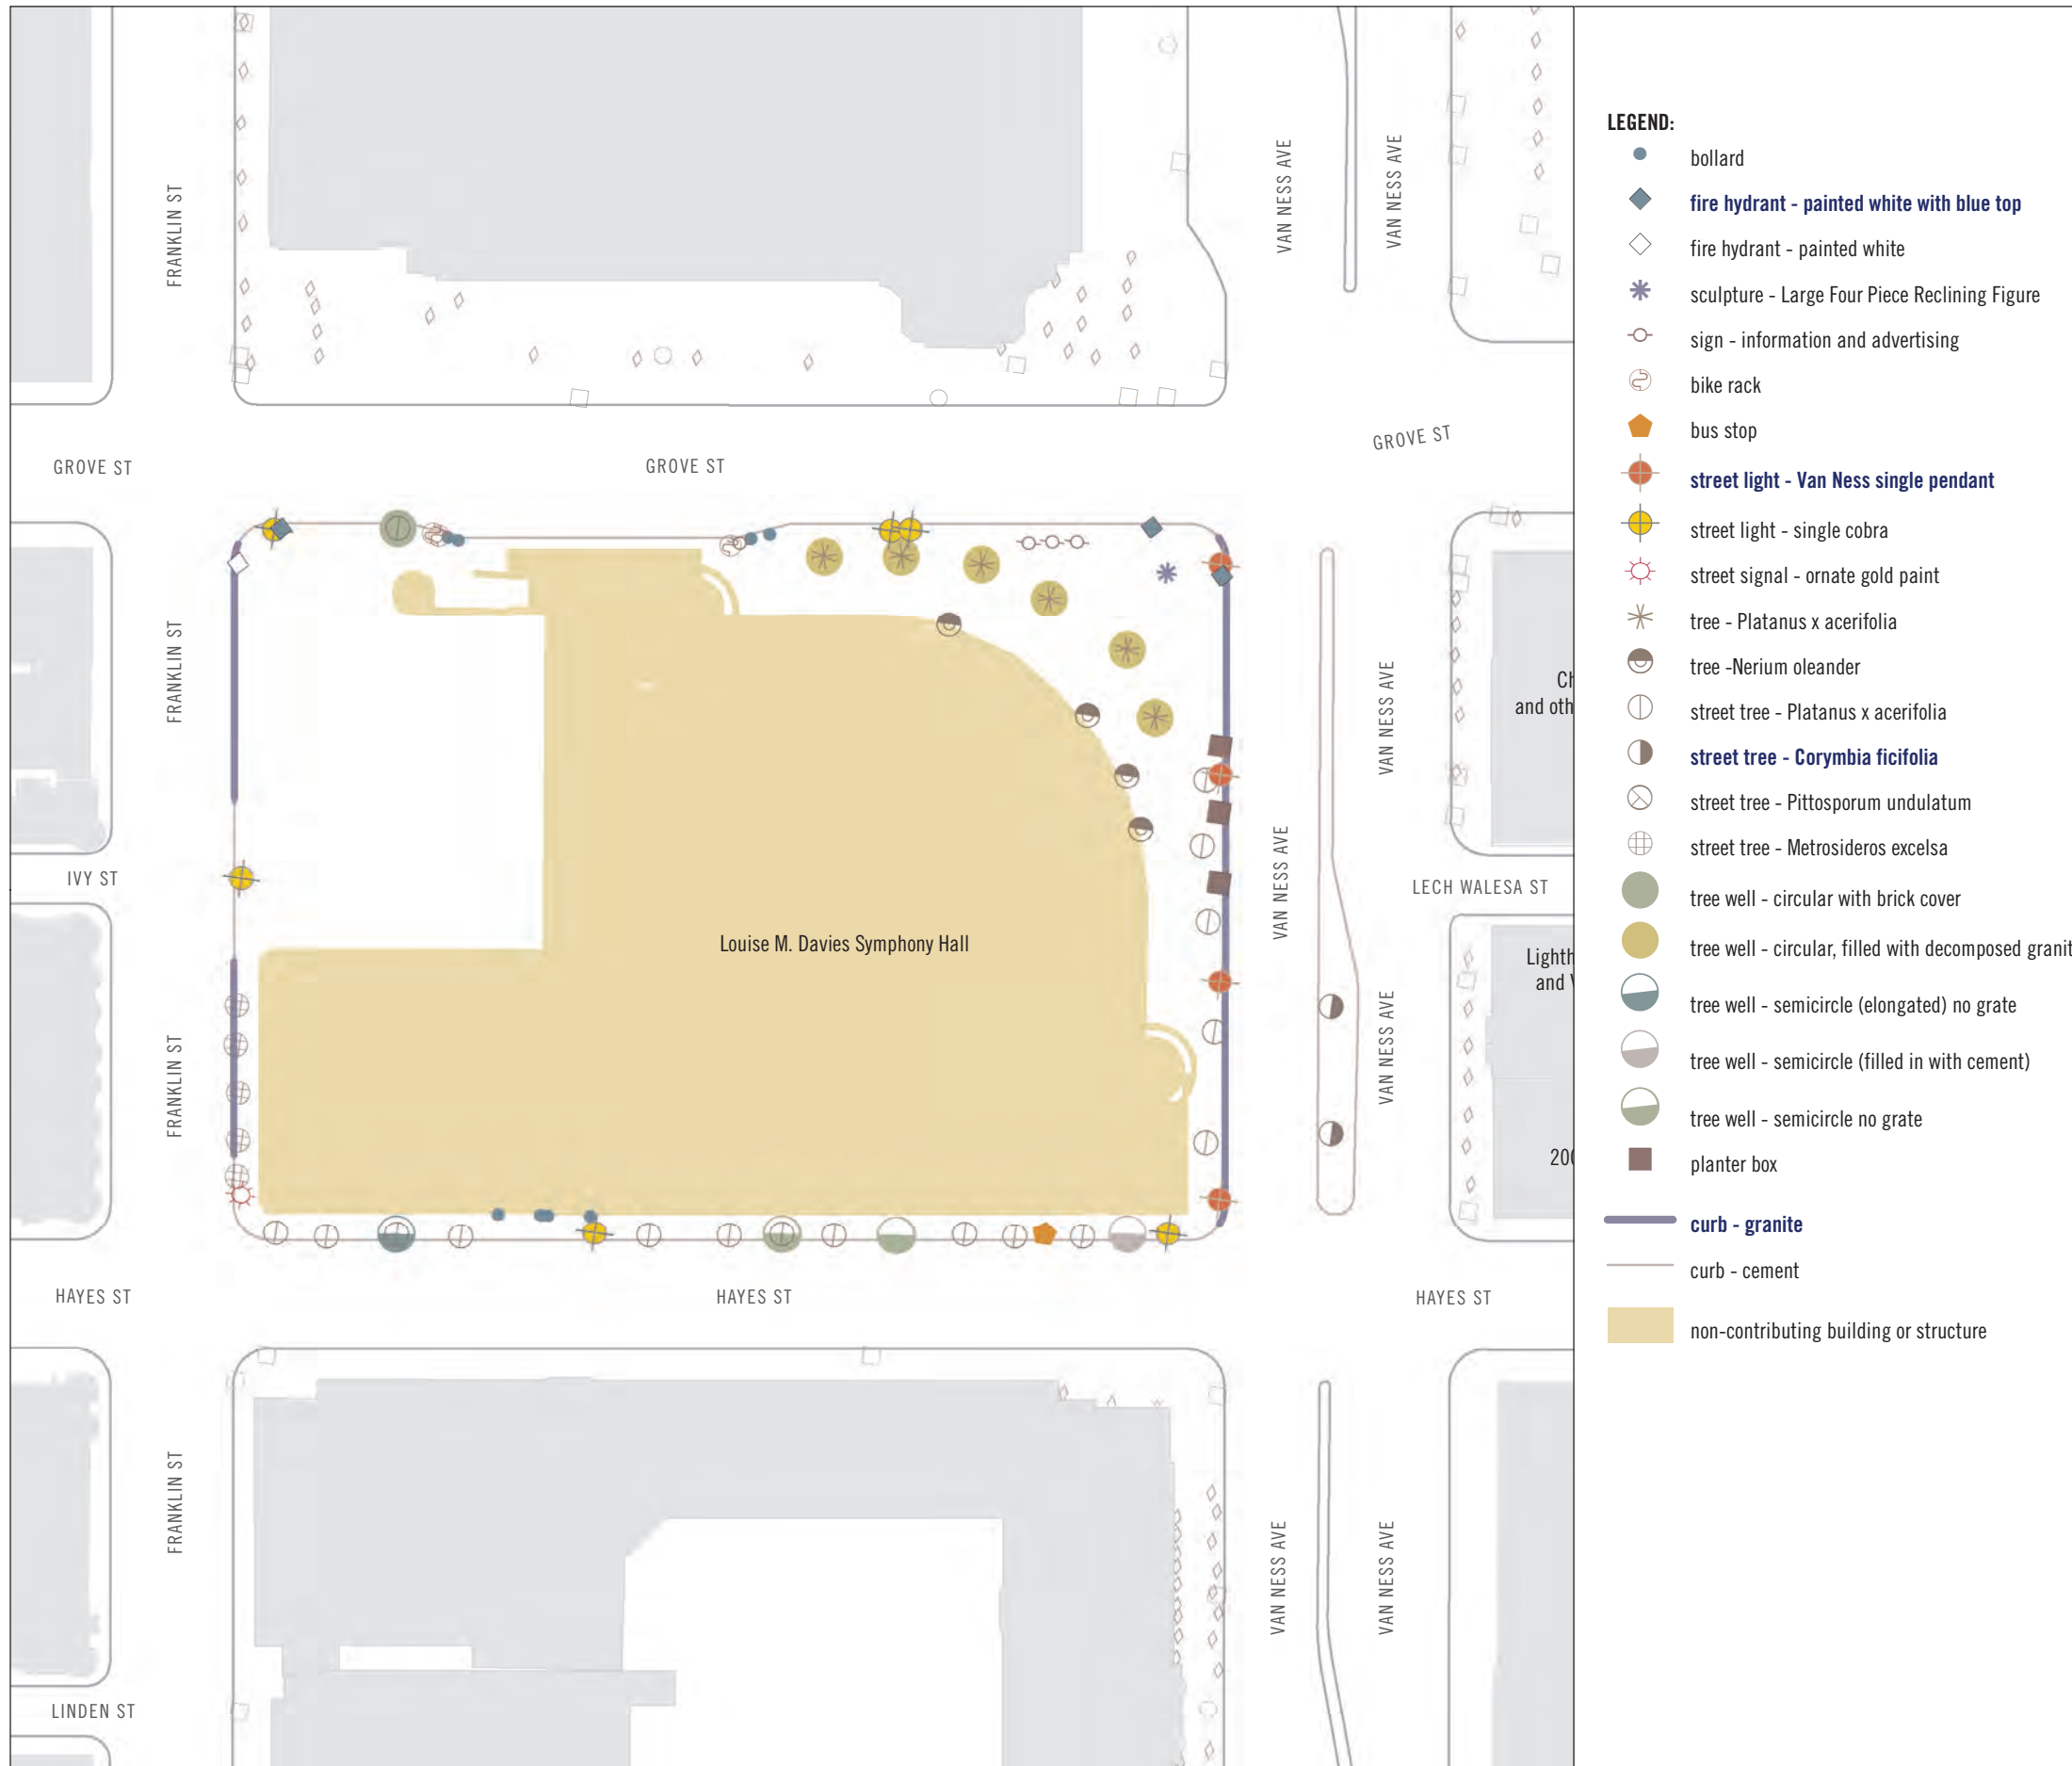 FRANKLIN ST
VAN NESS AVE
VAN NESS AVE
GROVE ST
GROVE ST
GROVE ST
FRANKLIN ST
VAN NESS AVE
Ch
and oth
IVY ST
VAN NESS AVE
LECH WALESA ST
Louise M. Davies Symphony Hall
Lighth
and
FRANKLIN ST
VAN NESS AVE
200
HAYES ST
HAYES ST
HAYES ST
FRANKLIN ST
VAN NESS AVE
VAN NESS AVE
LINDEN ST
LEGEND:
bollard
fire hydrant - painted white with blue top
fire hydrant - painted white
sculpture - Large Four Piece Reclining Figure
sign - information and advertising
bike rack
bus stop
street light - Van Ness single pendant
street light - single cobra
street signal - ornate gold paint
tree - Platanus x acerifolia
tree -Nerium oleander
street tree - Platanus x acerifolia
street tree - Corymbia ficifolia
street tree - Pittosporum undulatum
street tree - Metrosideros excelsa
tree well - circular with brick cover
tree well - circular, filled with decomposed granit
tree well - semicircle (elongated) no grate
tree well - semicircle (filled in with cement)
tree well - semicircle no grate
planter box
curb - granite
curb - cement
non-contributing building or structure